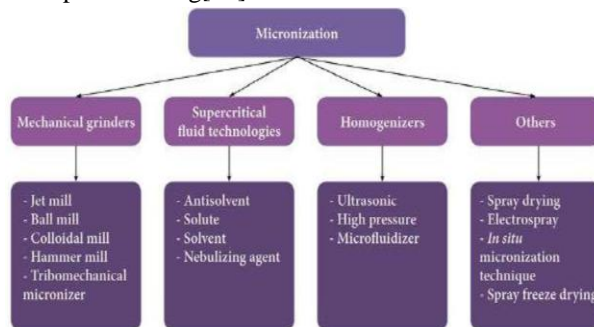 Micronization
Mechanical grinders
Supercritical
fluid technologies
Homogenizers
Others
- Jet mill
- Ball mill
- Colloidal mill
- Hammer mill
- Tribomechanical
micronizer
- Antisolvent
- Solute
- Solvent
- Nebulizing agent
- Ultrasonic
- High pressure
- Microfluidizer
- Spray drying
- Electrospray
- In situ
micronization
technique
- Spray freeze drying